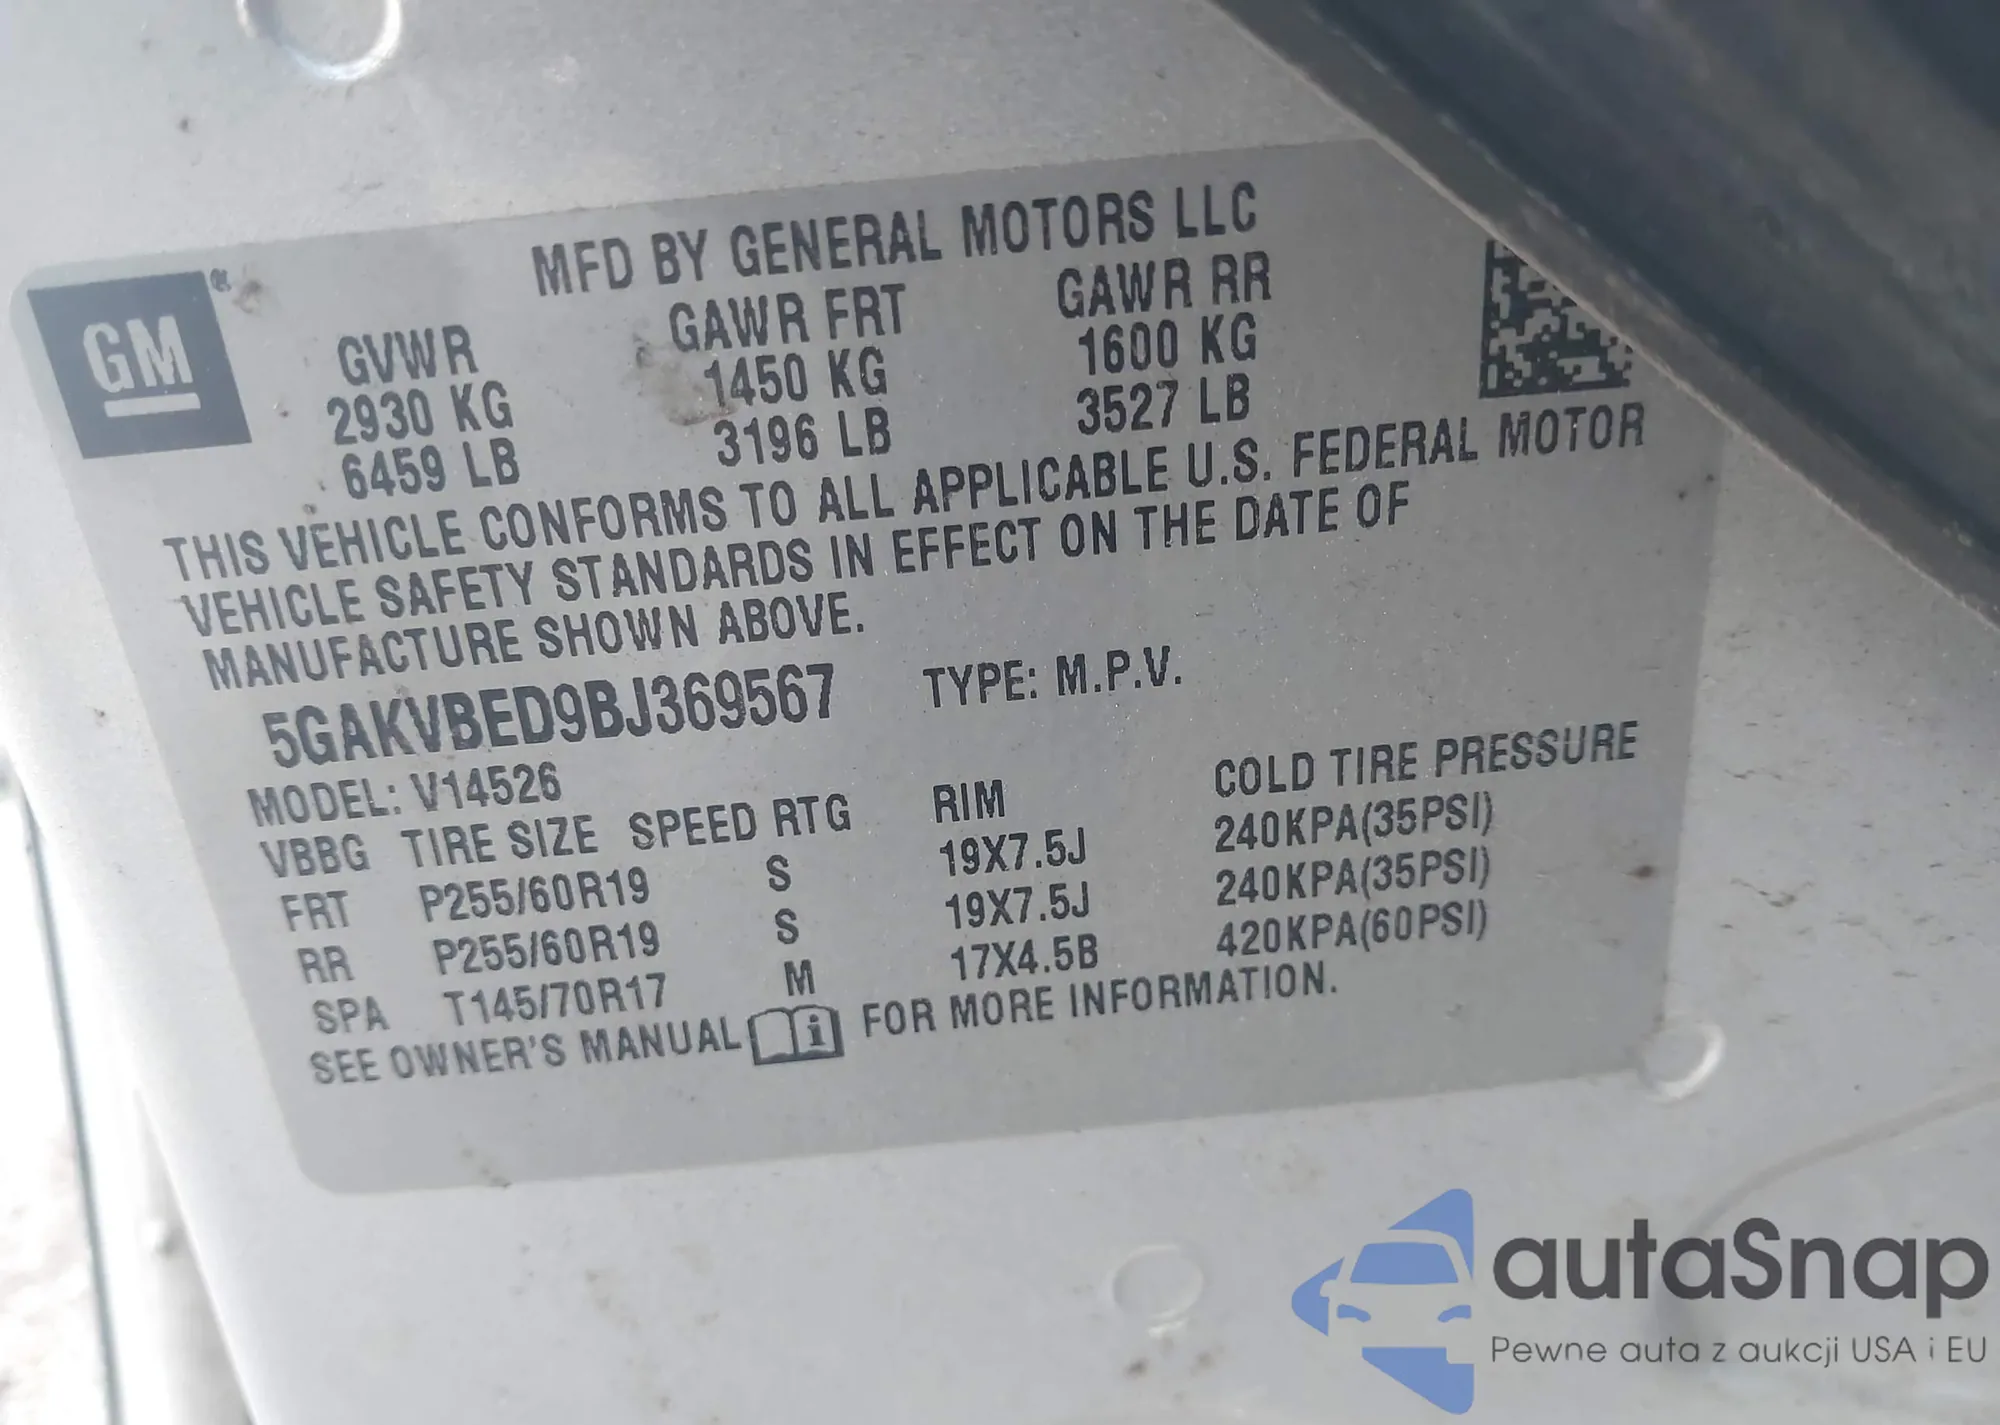 MFD BY GENERAL MOTORS LLC
GM®
GVWR GAWR FRT GAWR RR
2930 KG 1450 KG 1600 KG
6459 LB 3196 LB 3527 LB
THIS VEHICLE CONFORMS TO ALL APPLICABLE U.S. FEDERAL MOTOR
VEHICLE SAFETY STANDARDS IN EFFECT ON THE DATE OF
MANUFACTURE SHOWN ABOVE.
5GAKVBED9BJ369567 TYPE: M.P.V.
MODEL: V14526
VBBG TIRE SIZE SPEED RTG RIM COLD TIRE PRESSURE
FRT P255/60R19 S 19X7.5J 240KPA(35PSI)
RR P255/60R19 S 19X7.5J 240KPA(35PSI)
SPA T145/70R17 M 17X4.5B 420KPA(60PSI)
SEE OWNER'S MANUAL i FOR MORE INFORMATION.
autaSnap
Pewne auta z aukcji USA i EU